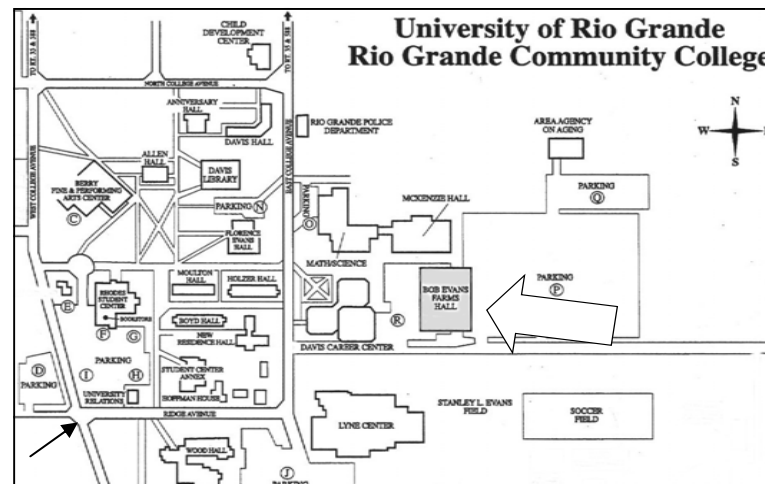 University of Rio Grande
Rio Grande Community College
TO RT. 35 & 588
TO RT. 35 & 588
CHILD
DEVELOPMENT
CENTER
NORTH COLLEGE AVENUE
ANNIVERSARY
HALL
DAVIS HALL
RIO GRANDE POLICE
DEPARTMENT
AREA AGENCY
ON AGING
N
W
S
WEST COLLEGE AVENUE
EAST COLLEGE AVENUE
ALLEN HALL
DAVIS
LIBRARY
BERRY
FINE & PERFORMING
ARTS CENTER
C
PARKING N
PARKING
O
MCKENZIE HALL
PARKING
Q
FLORENCE
EVANS
HALL
MATH/SCIENCE
MOULTON
HALL
HOLZER HALL
BOB EVANS
FARMS
HALL
PARKING
P
E
RHODES
STUDENT
CENTER
BOOKSTORE
F
G
BOYD HALL
NEW
RESIDENCE HALL
R
DAVIS CAREER CENTER
D
PARKING
PARKING
I
H
STUDENT CENTER
ANNEX
UNIVERSITY
RELATIONS
HOFFMAN HOUSE
RIDGE AVENUE
LYNE CENTER
STANLEY L. EVANS
FIELD
SOCCER
FIELD
WOOD HALL
J
PARKING